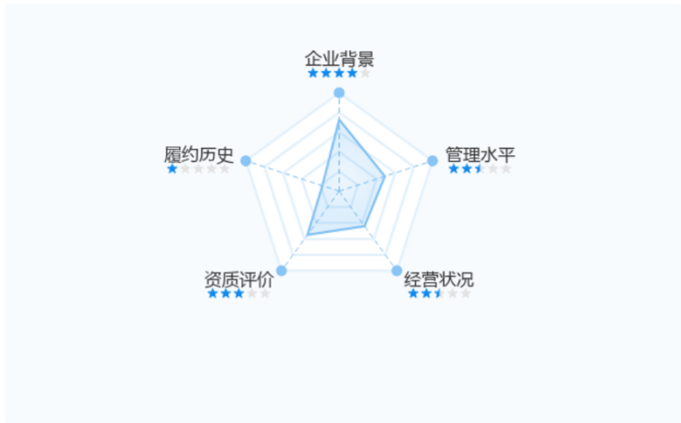 企业背景
履约历史
管理水平
资质评价
经营状况